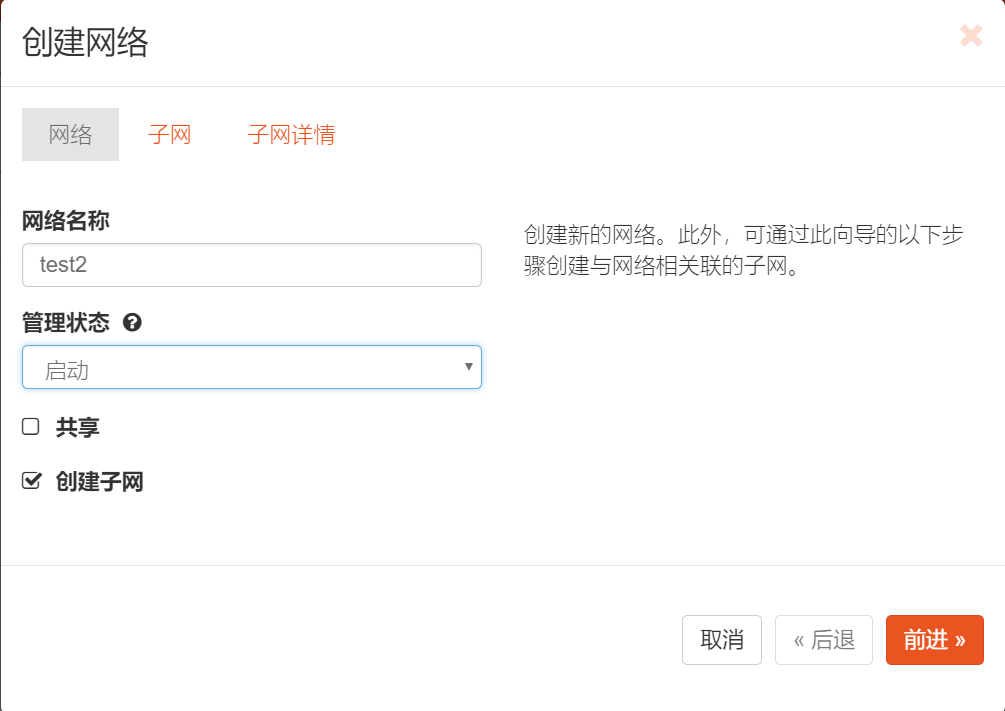 创建网络
网络 子网 子网详情
网络名称
test2
创建新的网络。此外，可通过此向导的以下步
骤创建与网络相关联的子网。
管理状态
启动
共享
创建子网
取消 « 后退 前进 »